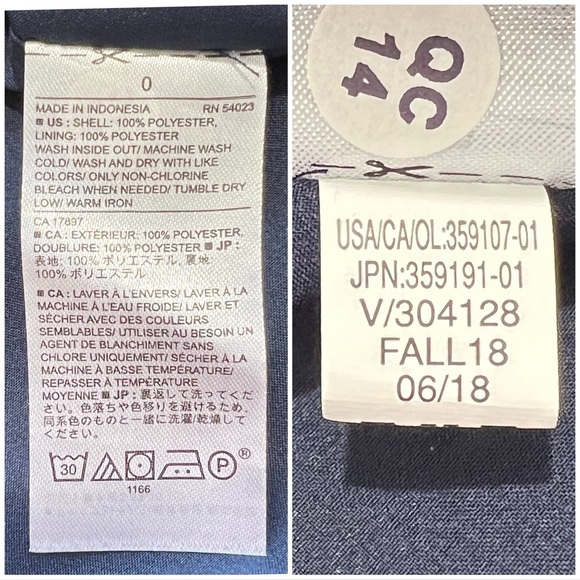 0
MADE IN INDONESIA RN 54023
US : SHELL: 100% POLYESTER,
LINING: 100% POLYESTER
WASH INSIDE OUT/ MACHINE WASH
COLD/ WASH AND DRY WITH LIKE
COLORS/ ONLY NON-CHLORINE
BLEACH WHEN NEEDED/ TUMBLE DRY
LOW/ WARM IRON
CA 17897
CA : EXTÉRIEUR: 100% POLYESTER,
DOUBLURE: 100% POLYESTER JP :
表地: 100% ポリエステル, 裏地:
100% ポリエステル
CA : LAVER À L'ENVERS/ LAVER À LA
MACHINE À L'EAU FROIDE/ LAVER ET
SÉCHER AVEC DES COULEURS
SEMBLABLES/ UTILISER AU BESOIN UN
AGENT DE BLANCHIMENT SANS
CHLORE UNIQUEMENT/ SÉCHER À LA
MACHINE À BASSE TEMPÉRATURE/
REPASSER À TEMPÉRATURE
MOYENNE JP : 裏返して洗ってくだ
さい。色落ちや色移りを避けるため、
同系色のものと一緒に洗濯/乾燥して
ください。
30 P ®
1166
QC
14
USA/CA/OL:359107-01
JPN:359191-01
V/304128
FALL18
06/18